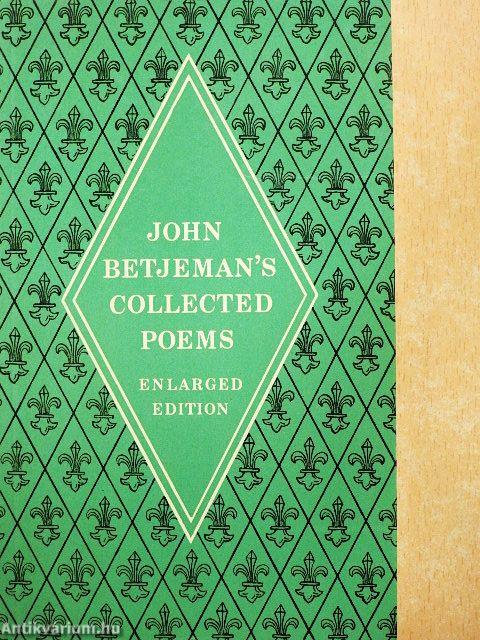 JOHN
BETJEMAN'S
COLLECTED
POEMS
ENLARGED
EDITION
Antikvarium.hu